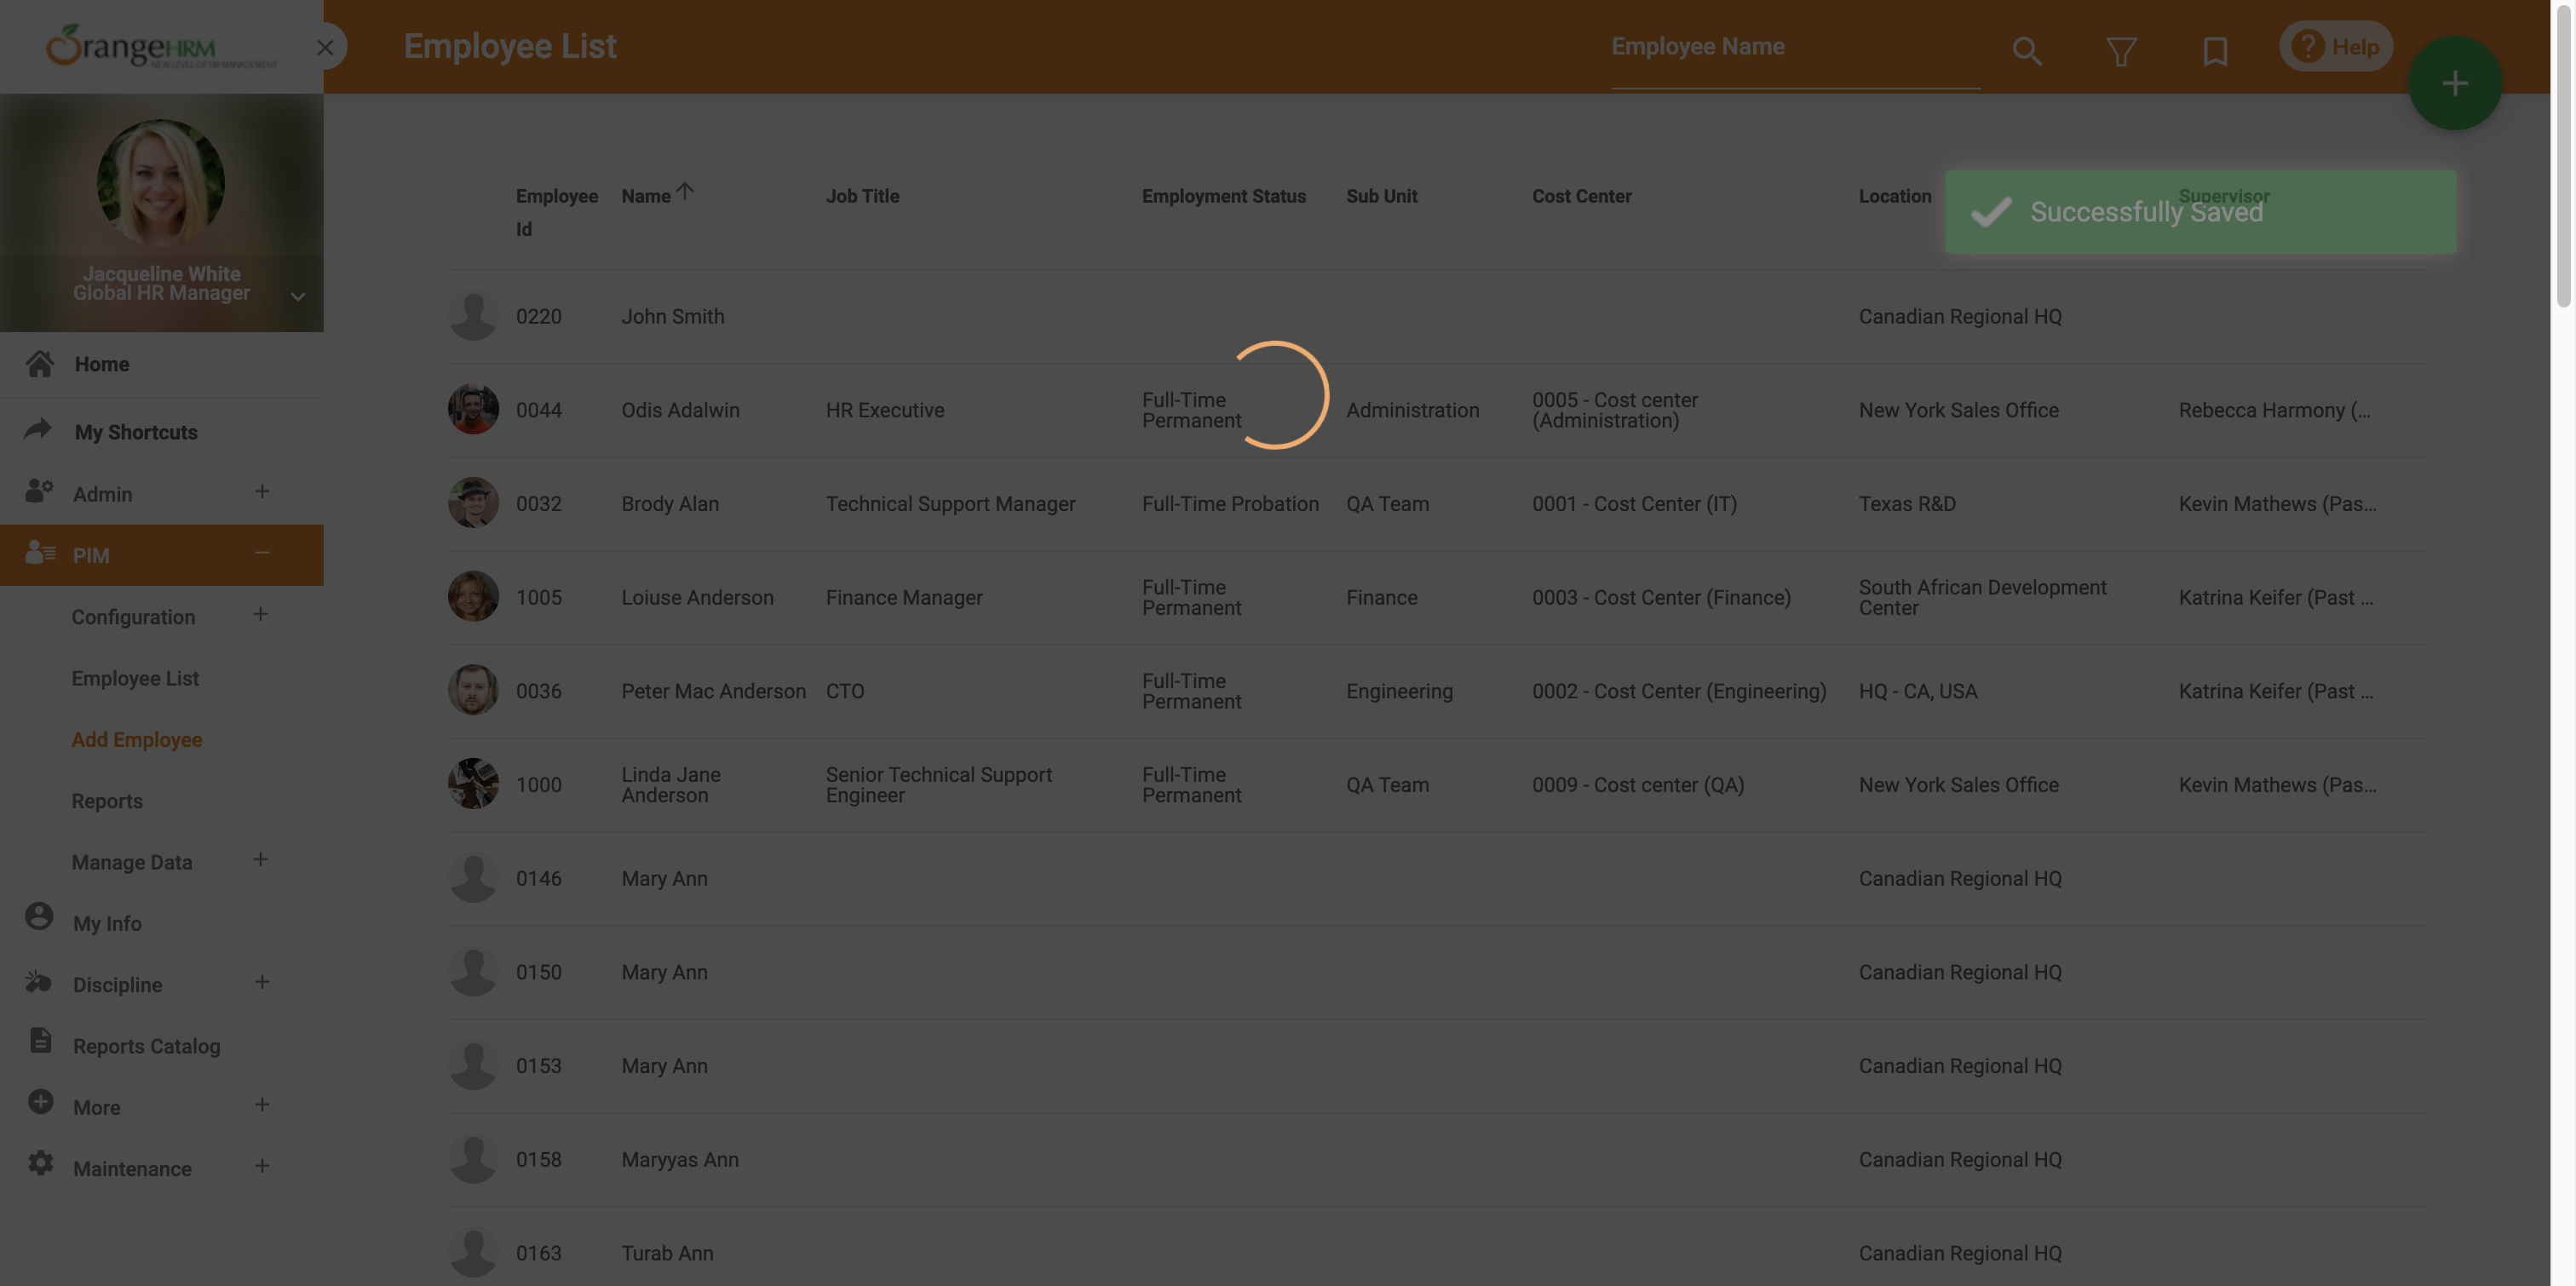 OrangeHRM
NEW LEVEL OF HR MANAGEMENT
Employee List
Employee Name
Help
Jacqueline White
Global HR Manager
Home
My Shortcuts
Admin
PIM
Configuration
Employee List
Add Employee
Reports
Manage Data
My Info
Discipline
Reports Catalog
More
Maintenance
Employee Id Name Job Title Employment Status Sub Unit Cost Center Location Supervisor
Successfully Saved
0220 John Smith Canadian Regional HQ
0044 Odis Adalwin HR Executive Full-Time Permanent Administration 0005 - Cost center (Administration) New York Sales Office Rebecca Harmony (...
0032 Brody Alan Technical Support Manager Full-Time Probation QA Team 0001 - Cost Center (IT) Texas R&D Kevin Mathews (Pas...
1005 Loiuse Anderson Finance Manager Full-Time Permanent Finance 0003 - Cost Center (Finance) South African Development Center Katrina Keifer (Past ...
0036 Peter Mac Anderson CTO Full-Time Permanent Engineering 0002 - Cost Center (Engineering) HQ - CA, USA Katrina Keifer (Past ...
1000 Linda Jane Anderson Senior Technical Support Engineer Full-Time Permanent QA Team 0009 - Cost center (QA) New York Sales Office Kevin Mathews (Pas...
0146 Mary Ann Canadian Regional HQ
0150 Mary Ann Canadian Regional HQ
0153 Mary Ann Canadian Regional HQ
0158 Maryyas Ann Canadian Regional HQ
0163 Turab Ann Canadian Regional HQ